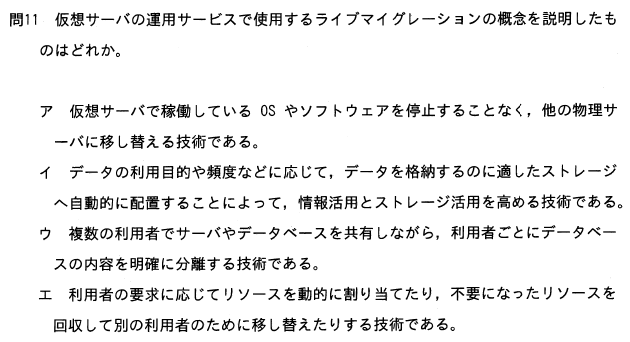 問11 仮想サーバの運用サービスで使用するライブマイグレーションの概念を説明したも
のはどれか。
ア 仮想サーバで稼働している OS やソフトウェアを停止することなく，他の物理サ
ーバに移し替える技術である。
イ データの利用目的や頻度などに応じて，データを格納するのに適したストレージ
へ自動的に配置することによって，情報活用とストレージ活用を高める技術である。
ウ 複数の利用者でサーバやデータベースを共有しながら，利用者ごとにデータベー
スの内容を明確に分離する技術である。
エ 利用者の要求に応じてリソースを動的に割り当てたり，不要になったリソースを
回収して別の利用者のために移し替えたりする技術である。